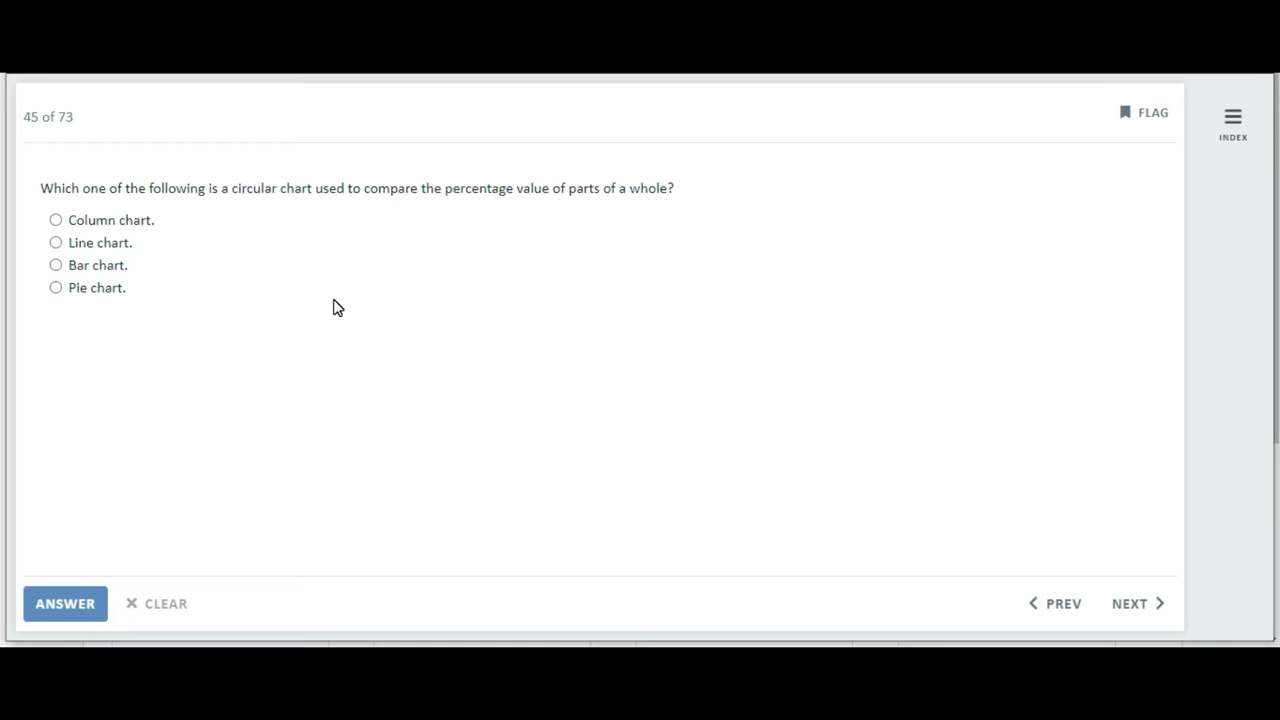 45 of 73
FLAG
INDEX
Which one of the following is a circular chart used to compare the percentage value of parts of a whole?
Column chart.
Line chart.
Bar chart.
Pie chart.
ANSWER
CLEAR
PREV
NEXT